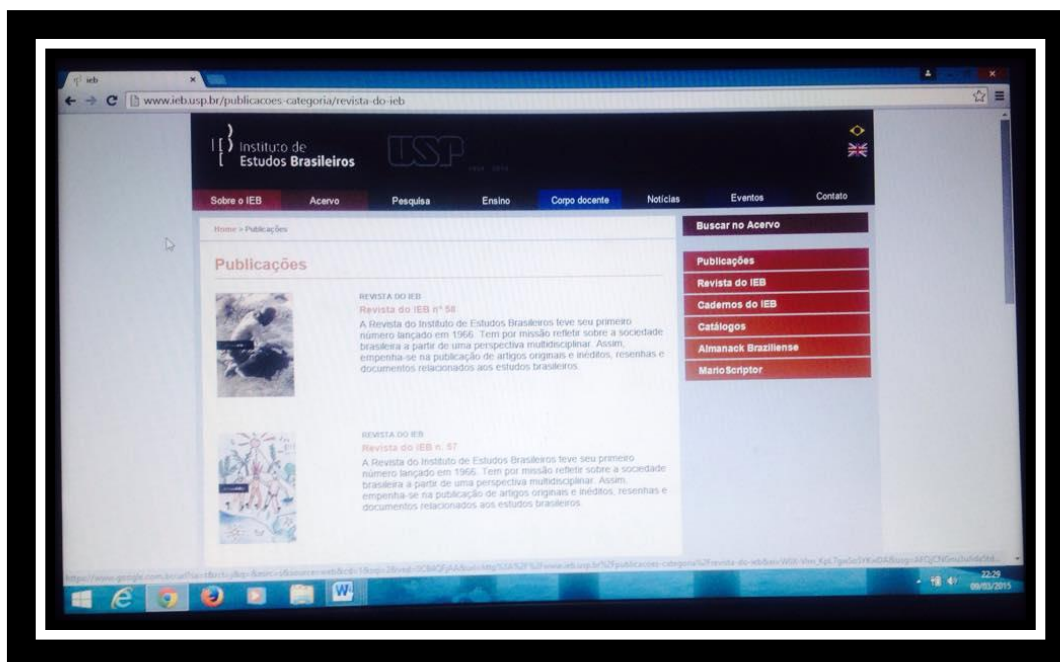 ieb
www.ieb.usp.br/publicacoes-categoria/revista-do-ieb
Instituto de
Estudos Brasileiros
USP
Sobre o IEB Acervo Pesquisa Ensino Corpo docente Notícias Eventos Contato
Home > Publicações
Publicações
REVISTA DO IEB
Revista do IEB nº 58
A Revista do Instituto de Estudos Brasileiros teve seu primeiro
número lançado em 1966. Tem por missão refletir sobre a sociedade
brasileira a partir de uma perspectiva multidisciplinar. Assim,
empenha-se na publicação de artigos originais e inéditos, resenhas e
documentos relacionados aos estudos brasileiros.
REVISTA DO IEB
Revista do IEB n. 57
A Revista do Instituto de Estudos Brasileiros teve seu primeiro
número lançado em 1966. Tem por missão refletir sobre a sociedade
brasileira a partir de uma perspectiva multidisciplinar. Assim,
empenha-se na publicação de artigos originais e inéditos, resenhas e
documentos relacionados aos estudos brasileiros.
Buscar no Acervo
Publicações
Revista do IEB
Cadernos do IEB
Catálogos
Almanack Braziliense
MarioScriptor
22:29
09/03/2015